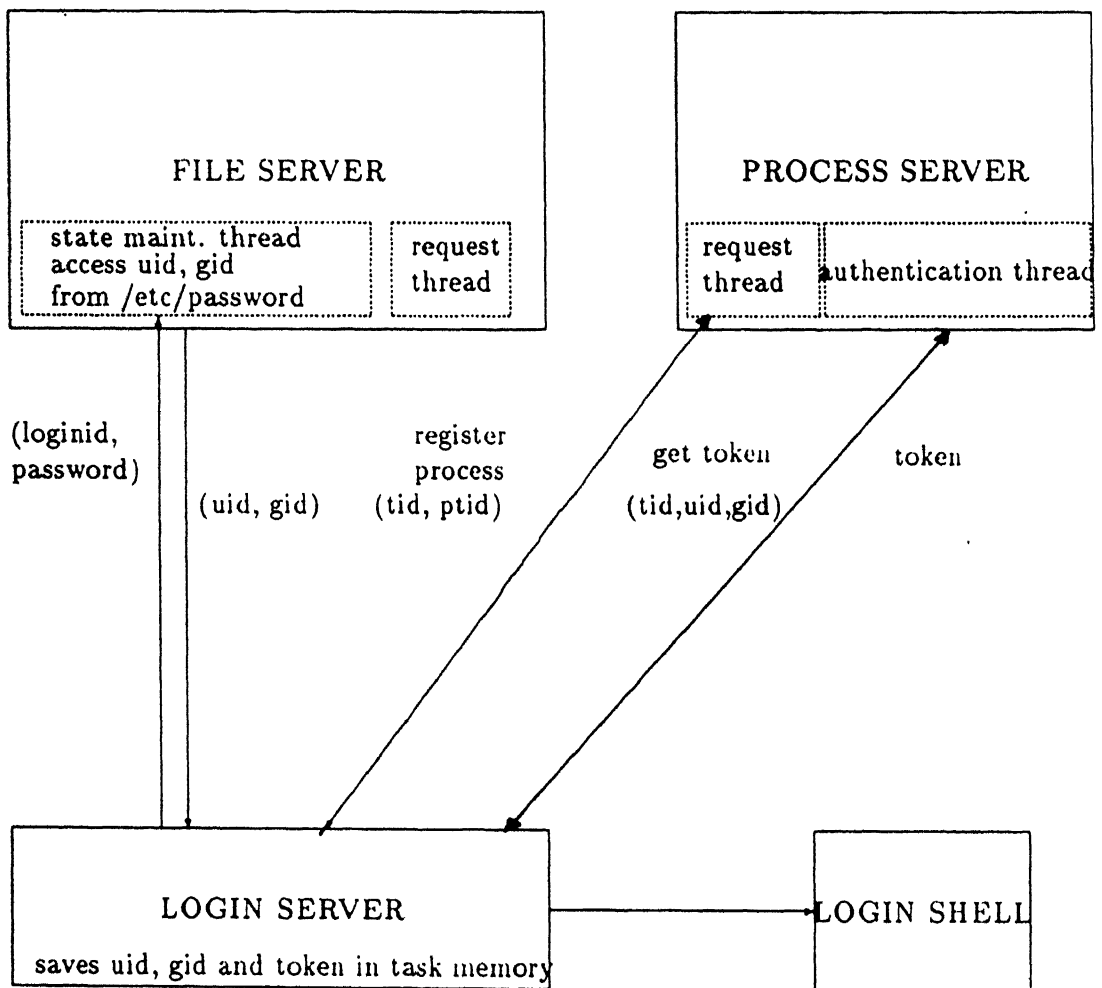 FILE SERVER
state maint. thread
access uid, gid
from /etc/password
request
thread
PROCESS SERVER
request
thread
authentication thread
(loginid,
password)
(uid, gid)
register
process
(tid, ptid)
get token
(tid,uid,gid)
token
LOGIN SERVER
saves uid, gid and token in task memory
LOGIN SHELL